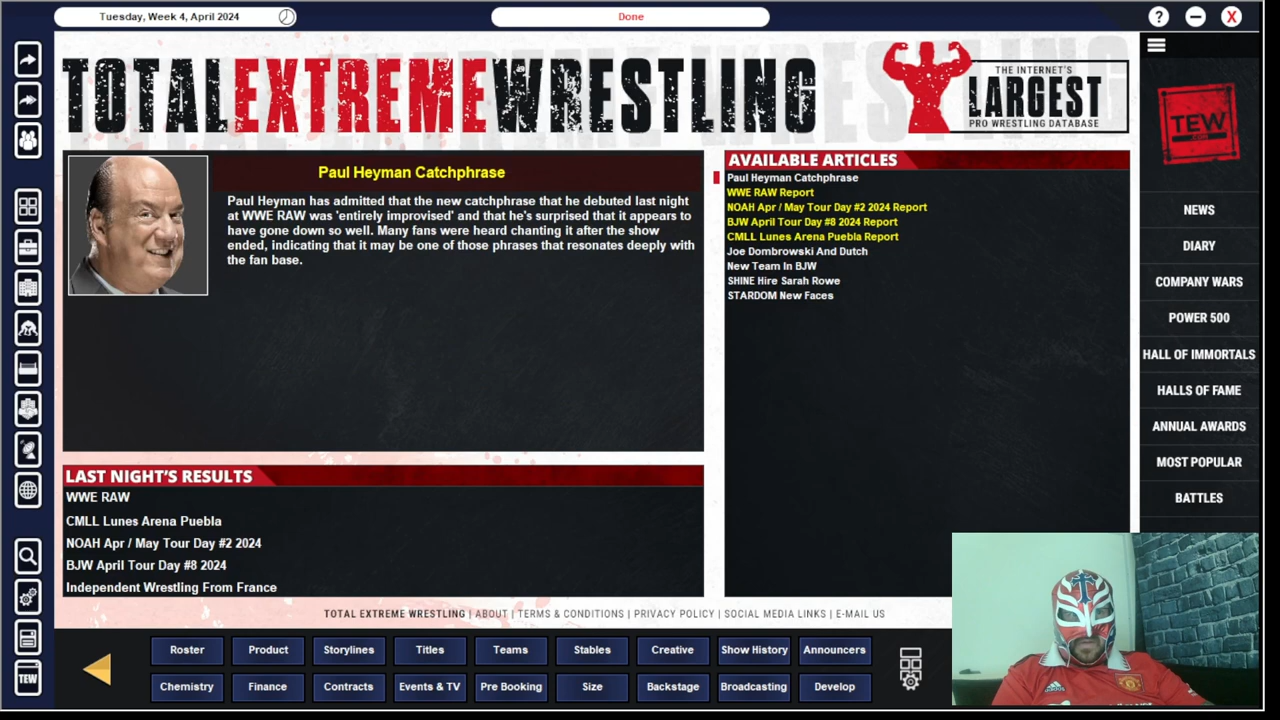 Tuesday, Week 4, April 2024
Done
?
X
TOTALEXTREMEWRESTLING
THE INTERNET'S
LARGEST
PRO WRESTLING DATABASE
TEW
.COM
Paul Heyman Catchphrase
Paul Heyman has admitted that the new catchphrase that he debuted last night
at WWE RAW was 'entirely improvised' and that he's surprised that it appears to
have gone down so well. Many fans were heard chanting it after the show
ended, indicating that it may be one of those phrases that resonates deeply with
the fan base.
AVAILABLE ARTICLES
Paul Heyman Catchphrase
WWE RAW Report
NOAH Apr / May Tour Day #2 2024 Report
BJW April Tour Day #8 2024 Report
CMLL Lunes Arena Puebla Report
Joe Dombrowski And Dutch
New Team In BJW
SHINE Hire Sarah Rowe
STARDOM New Faces
NEWS
DIARY
COMPANY WARS
POWER 500
HALL OF IMMORTALS
HALLS OF FAME
ANNUAL AWARDS
MOST POPULAR
BATTLES
LAST NIGHT'S RESULTS
WWE RAW
CMLL Lunes Arena Puebla
NOAH Apr / May Tour Day #2 2024
BJW April Tour Day #8 2024
Independent Wrestling From France
TOTAL EXTREME WRESTLING | ABOUT | TERMS & CONDITIONS | PRIVACY POLICY | SOCIAL MEDIA LINKS | E-MAIL US
TEW
Roster Product Storylines Titles Teams Stables Creative Show History Announcers
Chemistry Finance Contracts Events & TV Pre Booking Size Backstage Broadcasting Develop
adidas